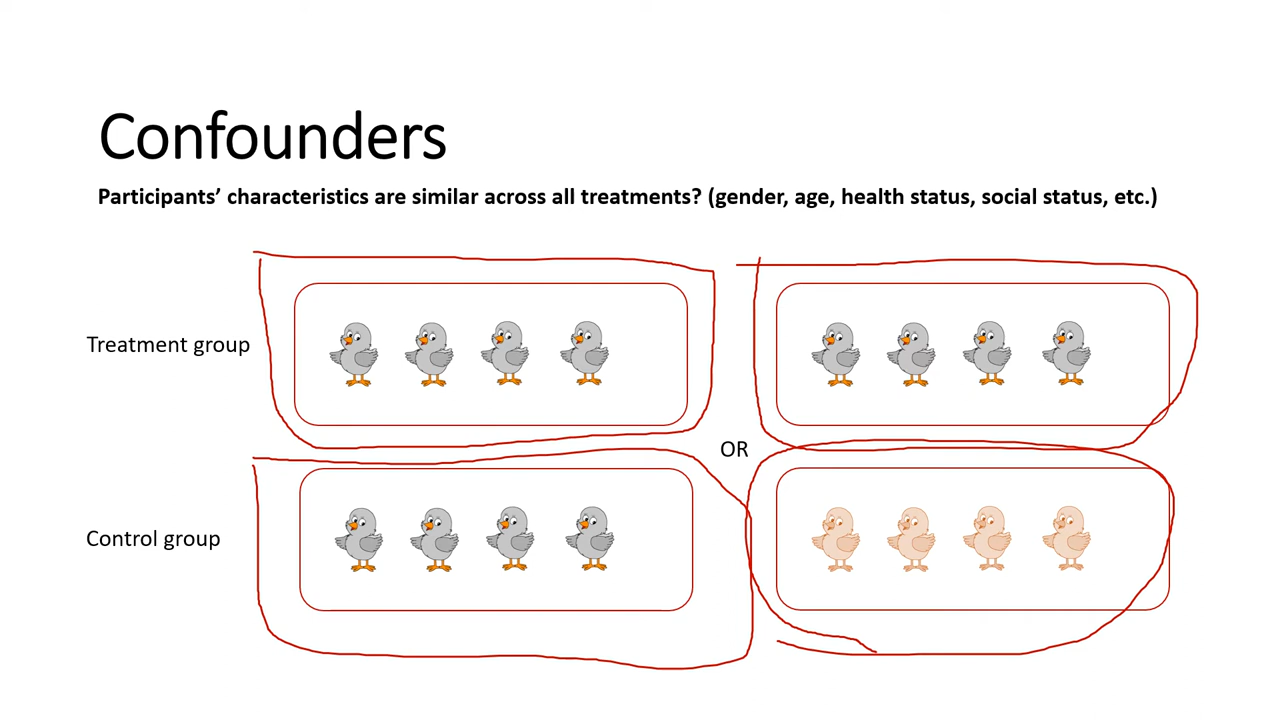 Confounders
Participants’ characteristics are similar across all treatments? (gender, age, health status, social status, etc.)
Treatment group
OR
Control group